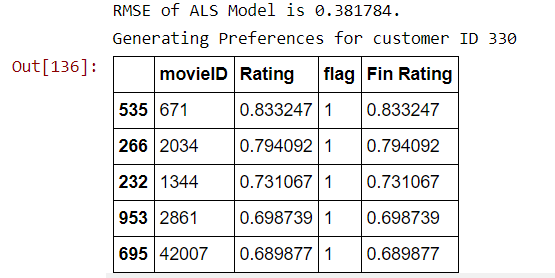 RMSE of ALS Model is 0.381784.
Generating Preferences for customer ID 330
Out[136]:
movieID Rating flag Fin Rating
535 671 0.833247 1 0.833247
266 2034 0.794092 1 0.794092
232 1344 0.731067 1 0.731067
953 2861 0.698739 1 0.698739
695 42007 0.689877 1 0.689877